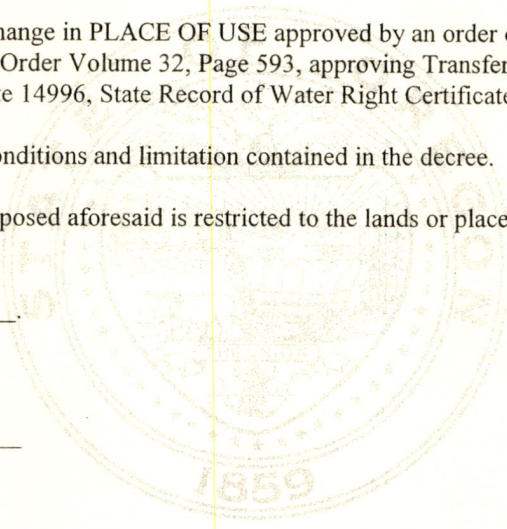 hange in PLACE OF USE approved by an order
Order Volume 32, Page 593, approving Transfer
te 14996, State Record of Water Right Certificate
onditions and limitation contained in the decree.
posed aforesaid is restricted to the lands or place
1859